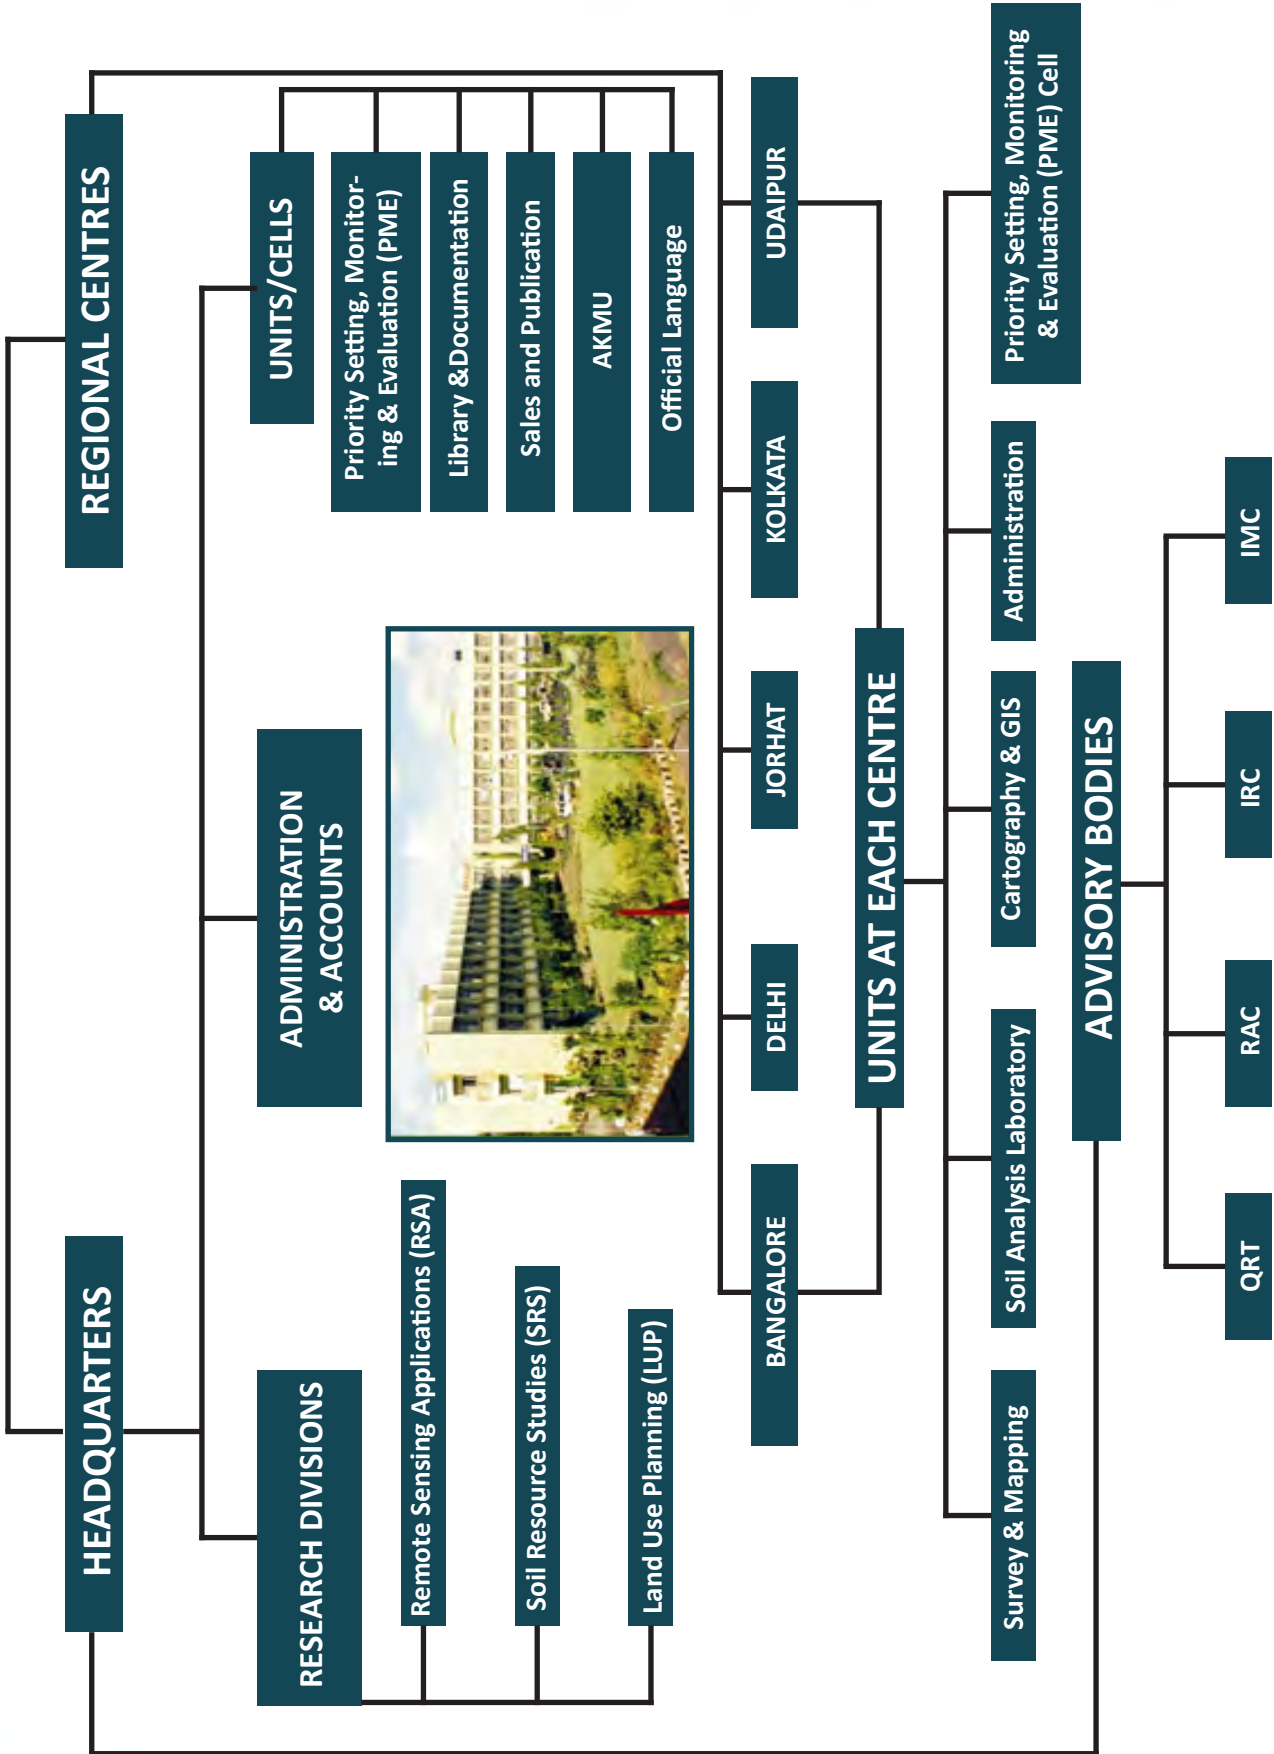 HEADQUARTERS
REGIONAL CENTRES
RESEARCH DIVISIONS
Remote Sensing Applications (RSA)
Soil Resource Studies (SRS)
Land Use Planning (LUP)
ADMINISTRATION
& ACCOUNTS
UNITS/CELLS
Priority Setting, Monitor-
ing & Evaluation (PME)
Library &Documentation
Sales and Publication
AKMU
Official Language
BANGALORE
DELHI
JORHAT
KOLKATA
UDAIPUR
UNITS AT EACH CENTRE
Survey & Mapping
Soil Analysis Laboratory
Cartography & GIS
Administration
Priority Setting, Monitoring
& Evaluation (PME) Cell
ADVISORY BODIES
QRT
RAC
IRC
IMC